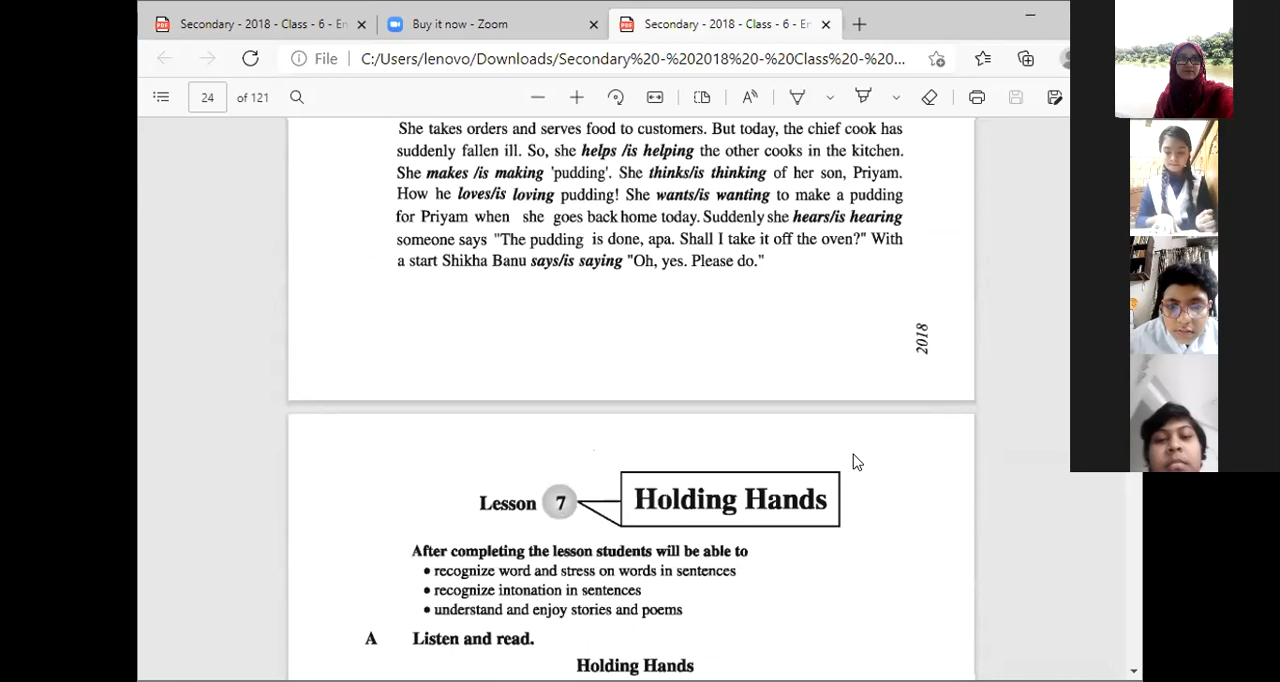 Secondary - 2018 - Class - 6 - En
Buy it now - Zoom
Secondary - 2018 - Class - 6 - En
File
C:/Users/lenovo/Downloads/Secondary%20-%202018%20-%20Class%20-%20...
24 of 121
She takes orders and serves food to customers. But today, the chief cook has
suddenly fallen ill. So, she helps /is helping the other cooks in the kitchen.
She makes /is making 'pudding'. She thinks/is thinking of her son, Priyam.
How he loves/is loving pudding! She wants/is wanting to make a pudding
for Priyam when she goes back home today. Suddenly she hears/is hearing
someone says "The pudding is done, apa. Shall I take it off the oven?" With
a start Shikha Banu says/is saying "Oh, yes. Please do."
2018
Lesson 7 Holding Hands
After completing the lesson students will be able to
• recognize word and stress on words in sentences
• recognize intonation in sentences
• understand and enjoy stories and poems
A Listen and read.
Holding Hands